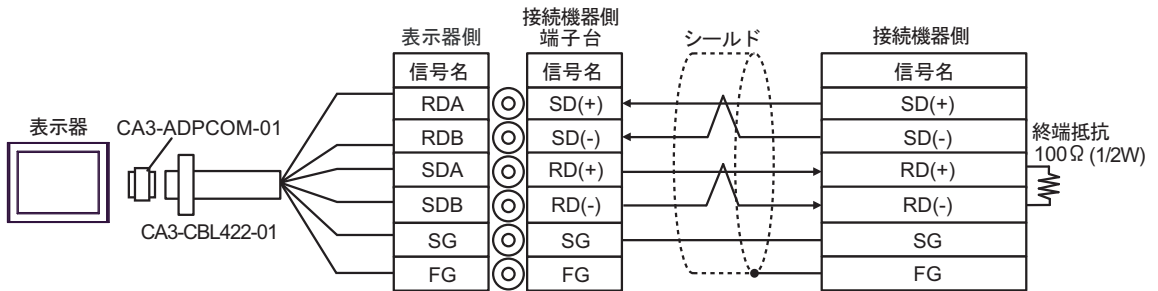 表示器
CA3-ADPCOM-01
CA3-CBL422-01
表示器側
信号名
RDA
RDB
SDA
SDB
SG
FG
接続機器側
端子台
信号名
SD(+)
SD(-)
RD(+)
RD(-)
SG
FG
シールド
接続機器側
信号名
SD(+)
SD(-)
RD(+)
RD(-)
SG
FG
終端抵抗
100Ω (1/2W)